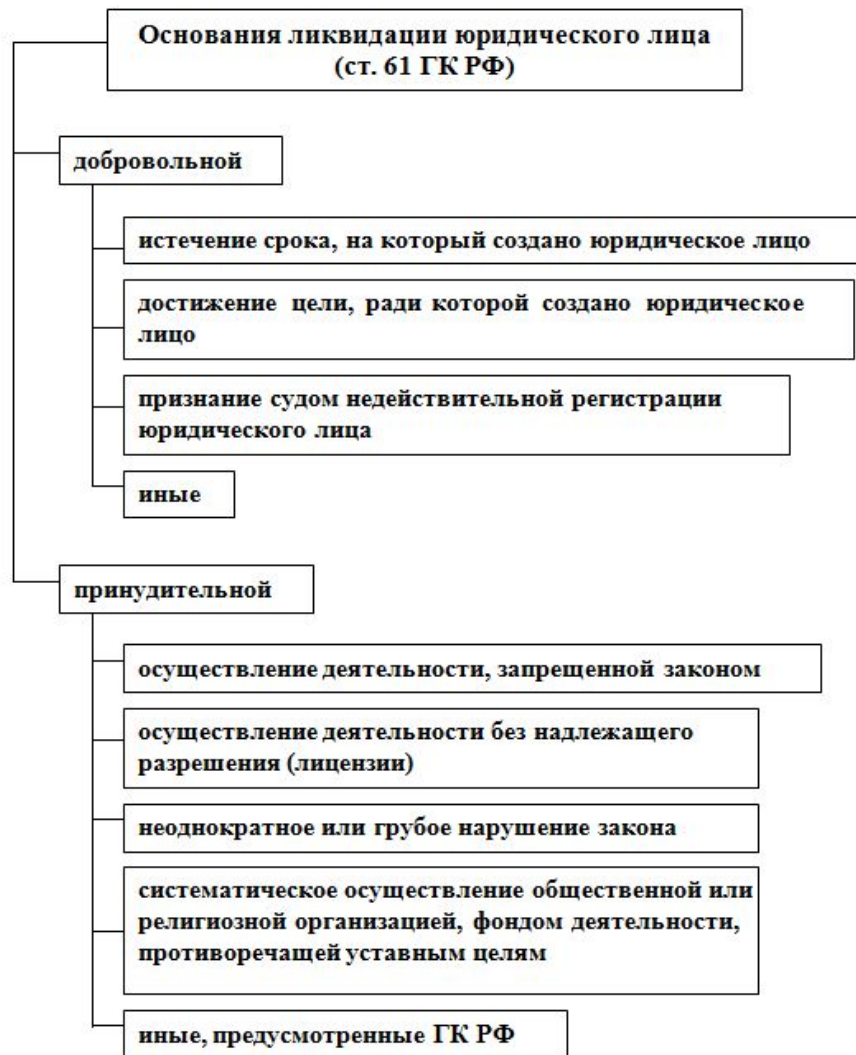 Основания ликвидации юридического лица
(ст. 61 ГК РФ)
добровольной
истечение срока, на который создано юридическое лицо
достижение цели, ради которой создано юридическое
лицо
признание судом недействительной регистрации
юридического лица
иные
принудительной
осуществление деятельности, запрещенной законом
осуществление деятельности без надлежащего
разрешения (лицензии)
неоднократное или грубое нарушение закона
систематическое осуществление общественной или
религиозной организацией, фондом деятельности,
противоречащей уставным целям
иные, предусмотренные ГК РФ